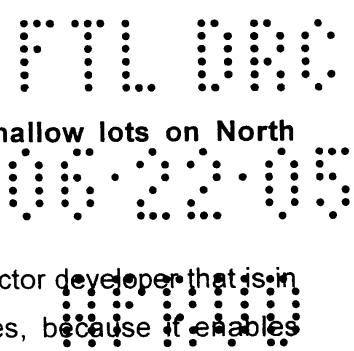 FTL DRC
hallow lots on North
06·22·05
ctor developer that is in
es, because it enables